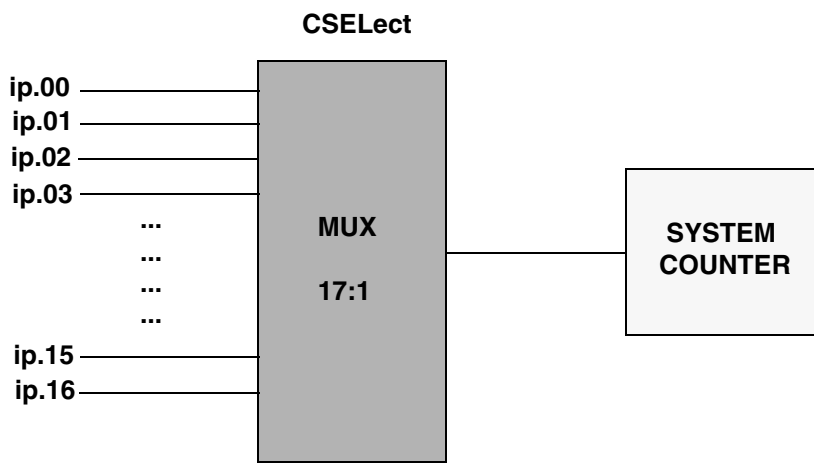 CSELect
ip.00
ip.01
ip.02
ip.03
...
...
...
...
ip.15
ip.16
MUX
17:1
SYSTEM
COUNTER